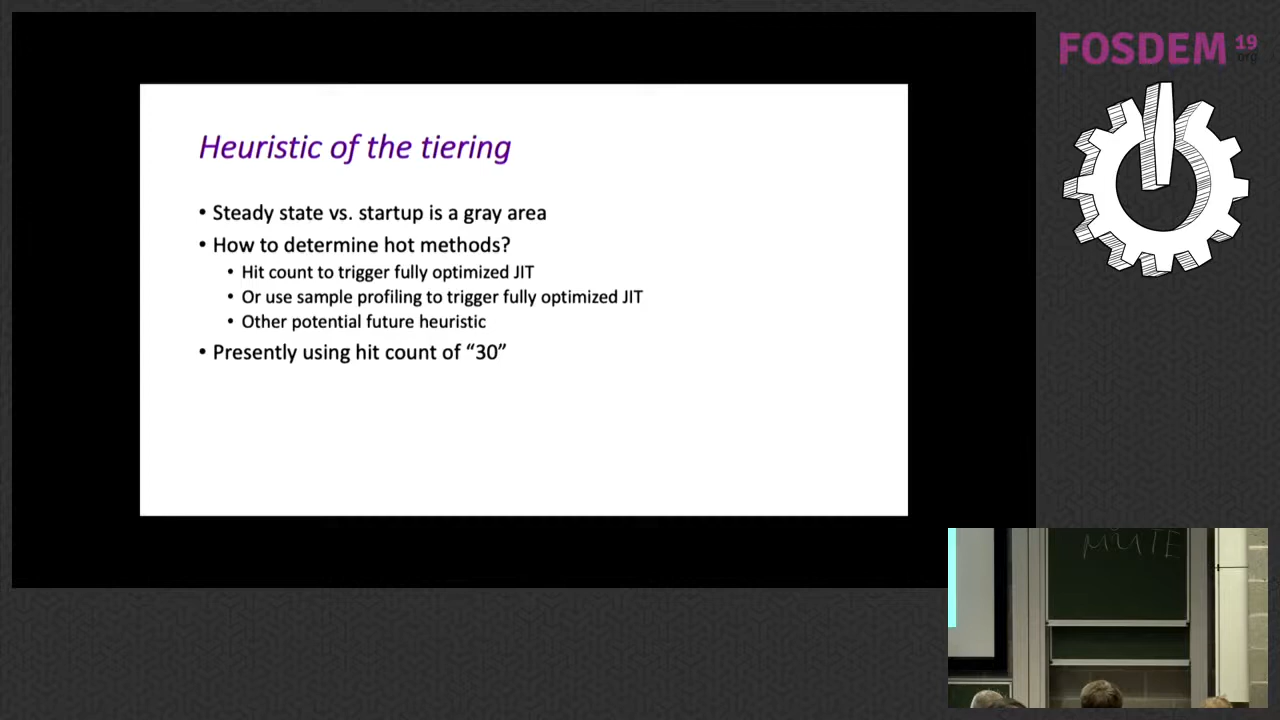 FOSDEM 19
.org
Heuristic of the tiering
• Steady state vs. startup is a gray area
• How to determine hot methods?
• Hit count to trigger fully optimized JIT
• Or use sample profiling to trigger fully optimized JIT
• Other potential future heuristic
• Presently using hit count of “30”
MUTE